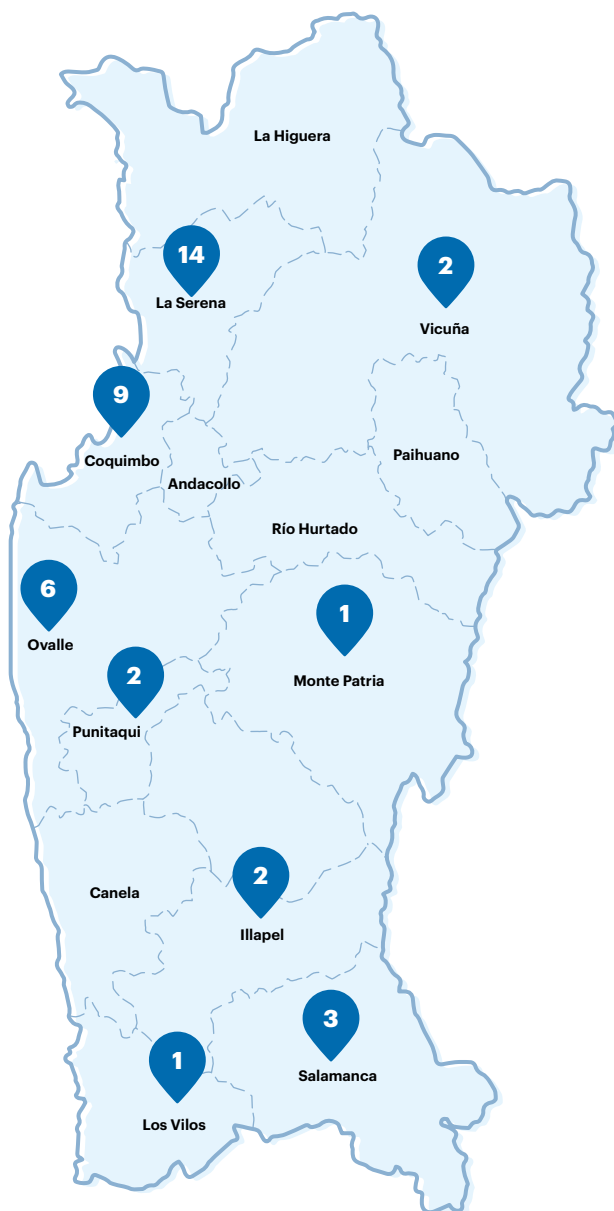 La Higuera
14
La Serena
2
Vicuña
9
Coquimbo
Paihuano
Andacollo
Río Hurtado
6
Ovalle
1
Monte Patria
2
Punitaqui
2
Illapel
Canela
3
Salamanca
1
Los Vilos